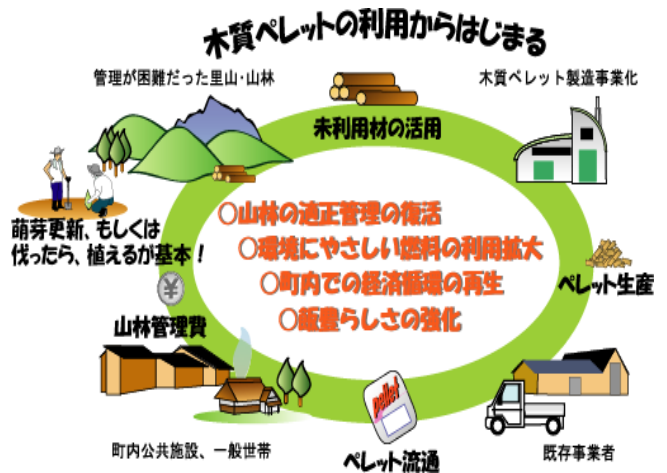 木質ペレットの利用からはじまる
管理が困難だった里山・山林
木質ペレット製造事業化
未利用材の活用
萌芽更新、もしくは
伐ったら、植えるが基本！
○山林の適正管理の復活
○環境にやさしい燃料の利用拡大
○町内での経済循環の再生
○飯豊らしさの強化
ペレット生産
¥
山林管理費
pellet
町内公共施設、一般世帯
ペレット流通
既存事業者